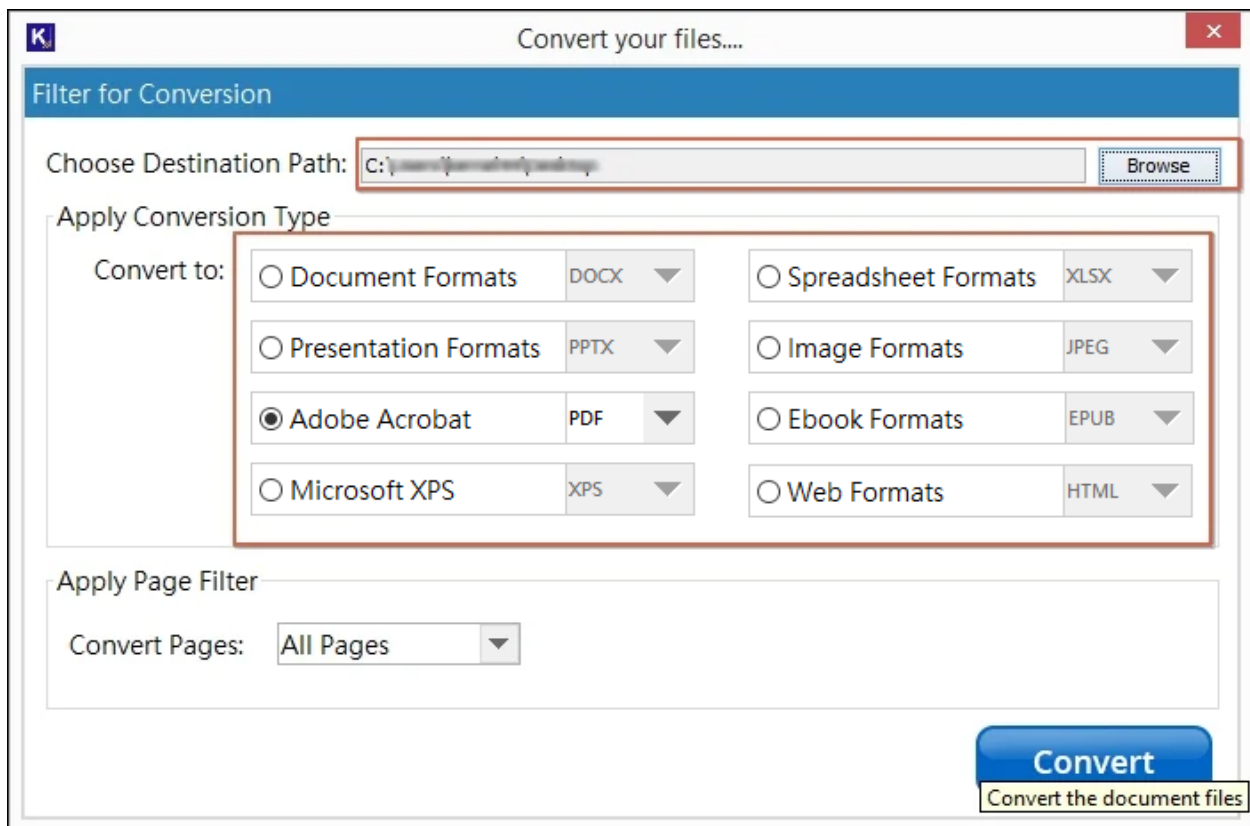 K
Convert your files....
Filter for Conversion
Choose Destination Path: C:\ Browse
Apply Conversion Type
Convert to:
Document Formats DOCX Spreadsheet Formats XLSX
Presentation Formats PPTX Image Formats JPEG
Adobe Acrobat PDF Ebook Formats EPUB
Microsoft XPS XPS Web Formats HTML
Apply Page Filter
Convert Pages: All Pages
Convert
Convert the document files